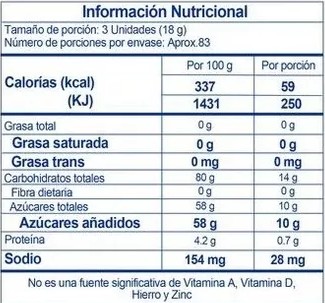 Información Nutricional
Tamaño de porción: 3 Unidades (18 g)
Número de porciones por envase: Aprox.83
Por 100 g Por porción
Calorías (kcal) 337 59
(KJ) 1431 250
Grasa total 0 g 0 g
Grasa saturada 0 g 0 g
Grasa trans 0 mg 0 mg
Carbohidratos totales 80 g 14 g
Fibra dietaria 0 g 0 g
Azúcares totales 58 g 10 g
Azúcares añadidos 58 g 10 g
Proteína 4.2 g 0.7 g
Sodio 154 mg 28 mg
No es una fuente significativa de Vitamina A, Vitamina D,
Hierro y Zinc